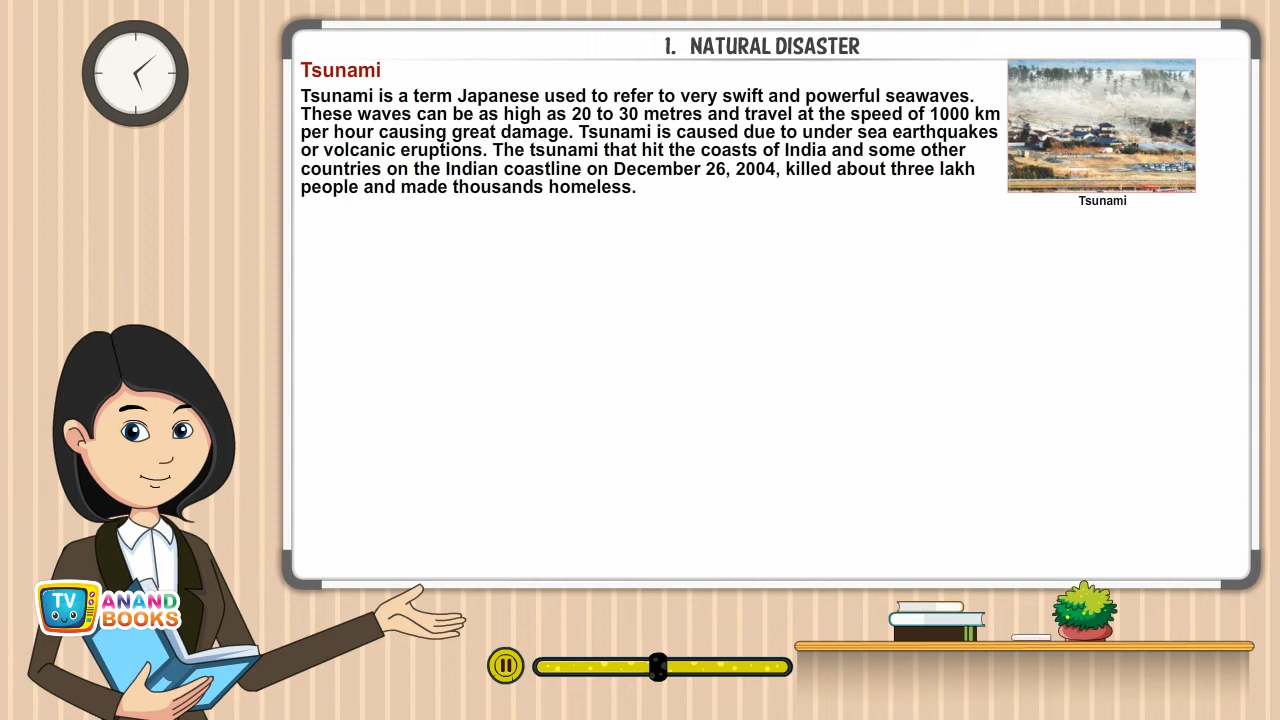 1. NATURAL DISASTER
Tsunami
Tsunami is a term Japanese used to refer to very swift and powerful seawaves.
These waves can be as high as 20 to 30 metres and travel at the speed of 1000 km
per hour causing great damage. Tsunami is caused due to under sea earthquakes
or volcanic eruptions. The tsunami that hit the coasts of India and some other
countries on the Indian coastline on December 26, 2004, killed about three lakh
people and made thousands homeless.
Tsunami
TV
ANAND
BOOKS